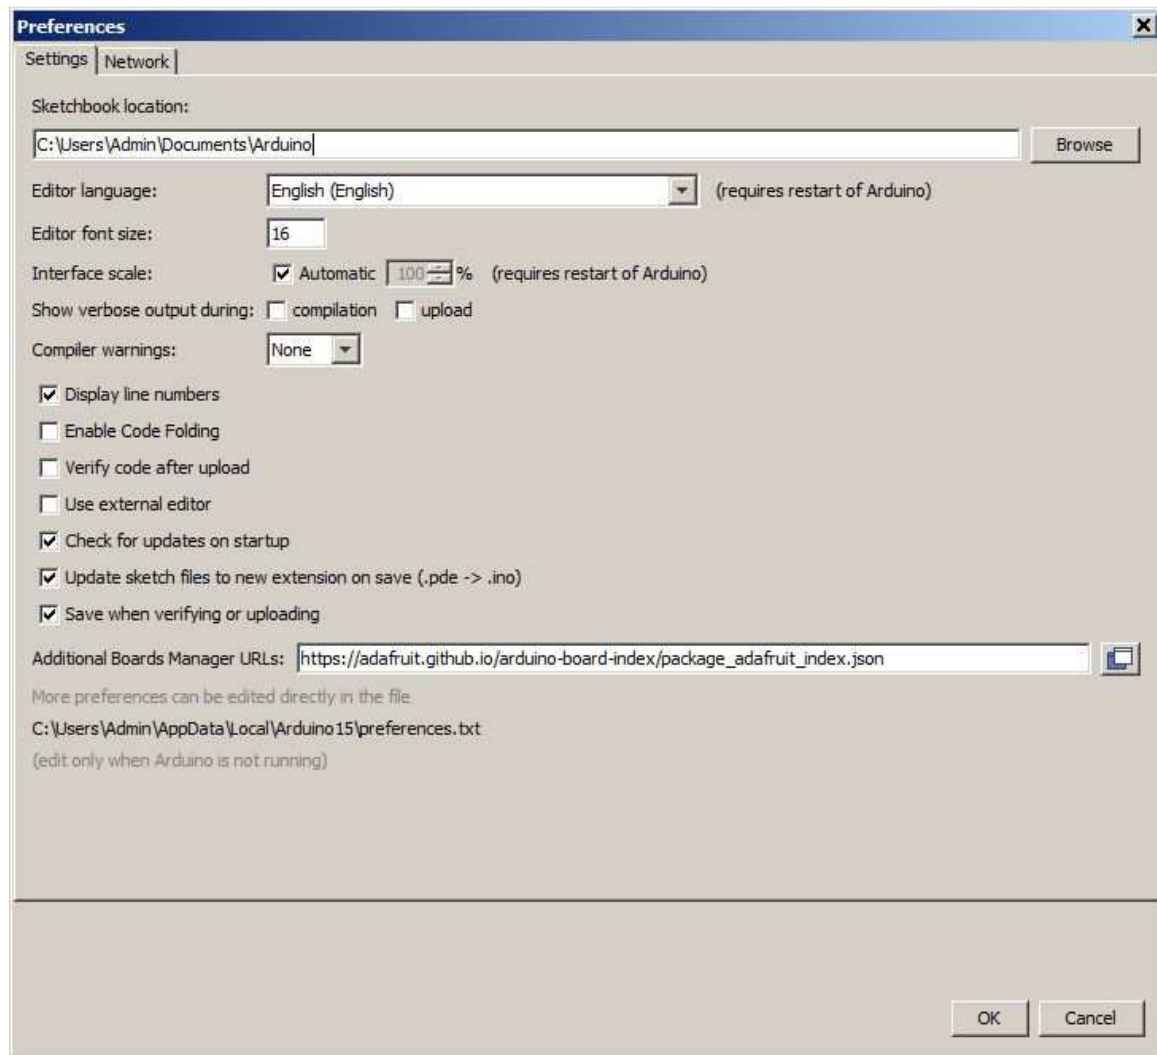 Preferences
Settings Network
Sketchbook location:
C:\Users\Admin\Documents\Arduino Browse
Editor language: English (English) (requires restart of Arduino)
Editor font size: 16
Interface scale: Automatic 100 % (requires restart of Arduino)
Show verbose output during: compilation upload
Compiler warnings: None
Display line numbers
Enable Code Folding
Verify code after upload
Use external editor
Check for updates on startup
Update sketch files to new extension on save (.pde -> .ino)
Save when verifying or uploading
Additional Boards Manager URLs: https://adafruit.github.io/arduino-board-index/package_adafruit_index.json
More preferences can be edited directly in the file
C:\Users\Admin\AppData\Local\Arduino15\preferences.txt
(edit only when Arduino is not running)
OK Cancel